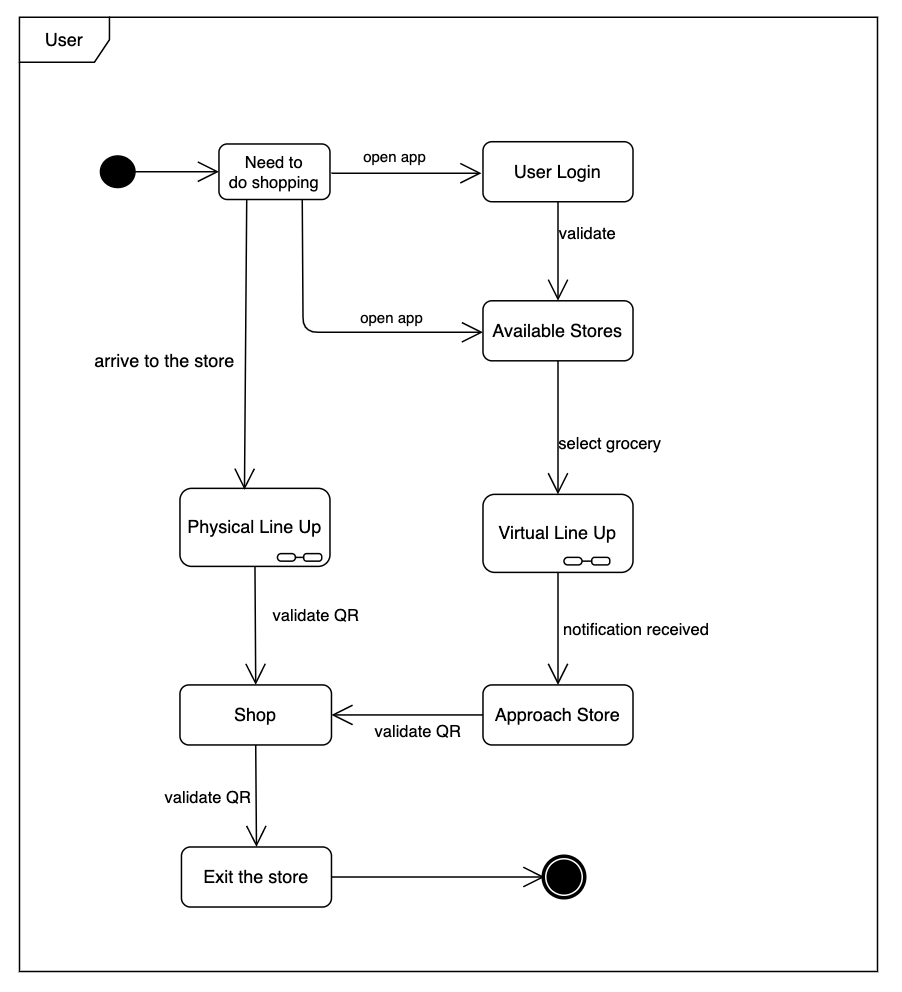 User
Need to
do shopping
open app
User Login
validate
open app
Available Stores
arrive to the store
select grocery
Physical Line Up
Virtual Line Up
validate QR
notification received
Shop
Approach Store
validate QR
validate QR
Exit the store